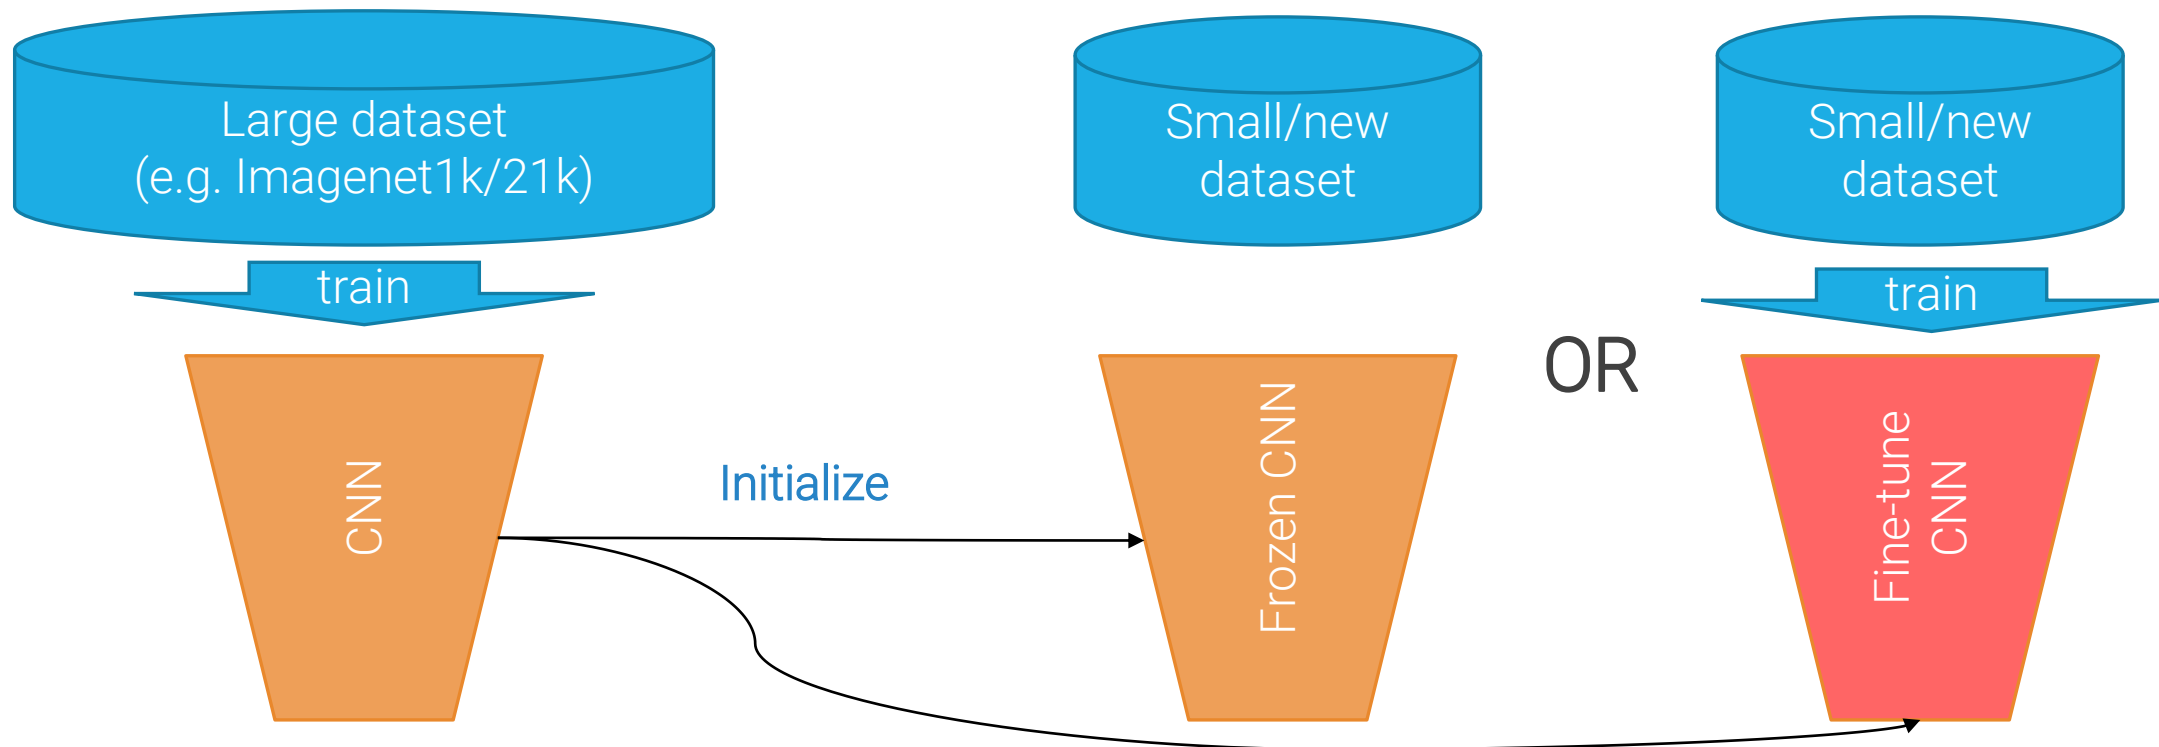 Large dataset
(e.g. Imagenet1k/21k)
train
CNN
Initialize
Small/new
dataset
Frozen CNN
OR
Small/new
dataset
train
Fine-tune
CNN